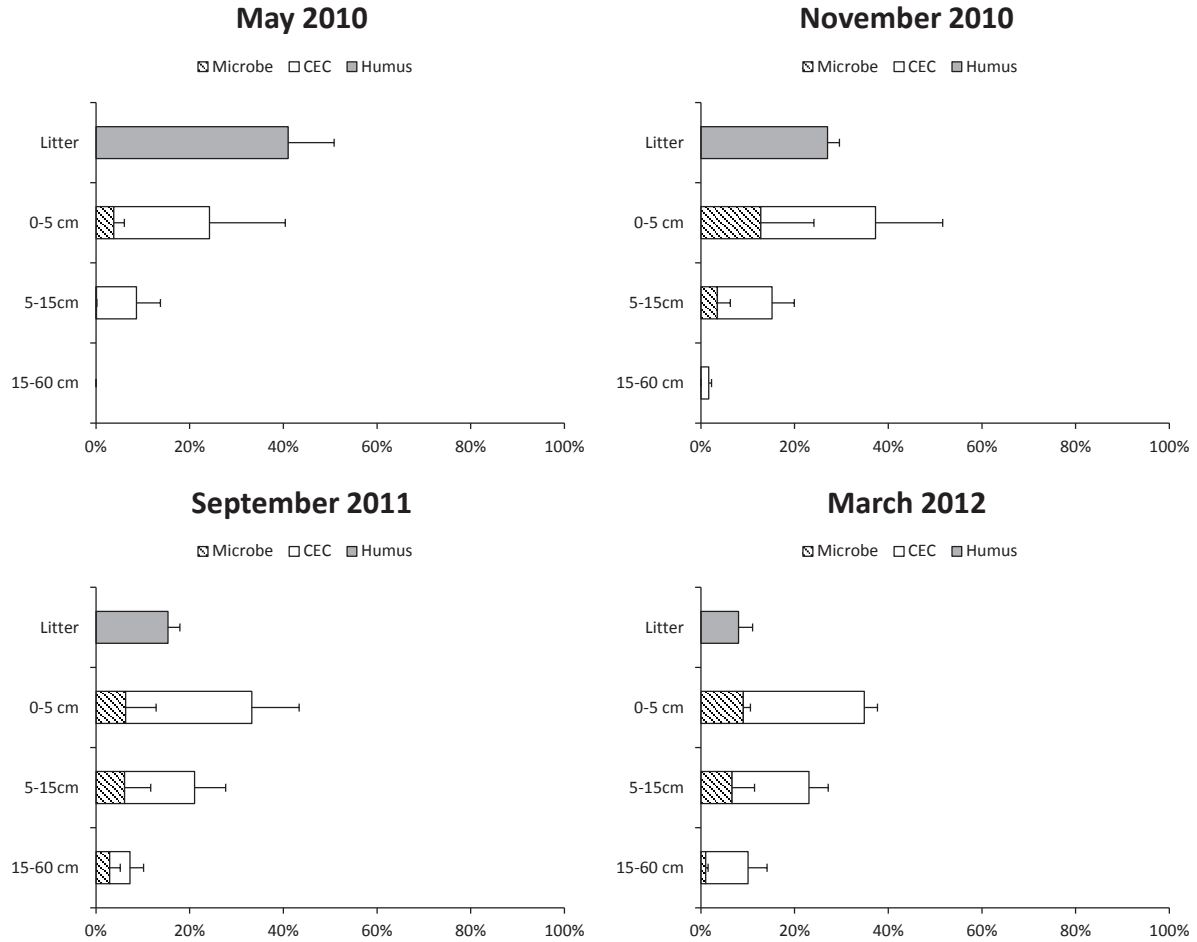 May 2010
Microbe CEC Humus
Litter
0-5 cm
5-15cm
15-60 cm
0% 20% 40% 60% 80% 100%
November 2010
Microbe CEC Humus
Litter
0-5 cm
5-15cm
15-60 cm
0% 20% 40% 60% 80% 100%
September 2011
Microbe CEC Humus
Litter
0-5 cm
5-15cm
15-60 cm
0% 20% 40% 60% 80% 100%
March 2012
Microbe CEC Humus
Litter
0-5 cm
5-15cm
15-60 cm
0% 20% 40% 60% 80% 100%